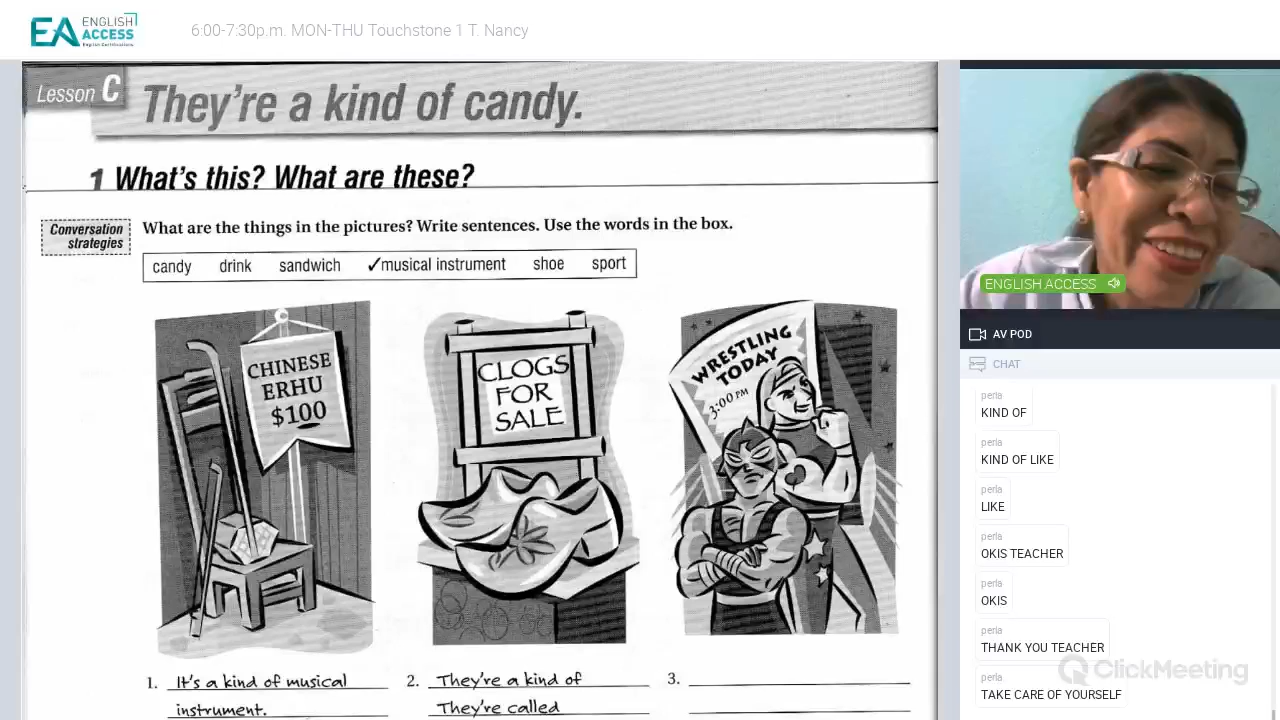 EA ENGLISH ACCESS
English Certifications
6:00-7:30p.m. MON-THU Touchstone 1 T. Nancy
Lesson C
They're a kind of candy.
1 What's this? What are these?
Conversation strategies
What are the things in the pictures? Write sentences. Use the words in the box.
candy drink sandwich ✓musical instrument shoe sport
CHINESE
ERHU
$100
CLOGS
FOR
SALE
WRESTLING
TODAY
3:00 PM
1. It's a kind of musical
instrument.
2. They're a kind of
They're called
3.
ENGLISH ACCESS
AV POD
CHAT
perla
KIND OF
perla
KIND OF LIKE
perla
LIKE
perla
OKIS TEACHER
perla
OKIS
perla
THANK YOU TEACHER
perla
TAKE CARE OF YOURSELF
ClickMeeting